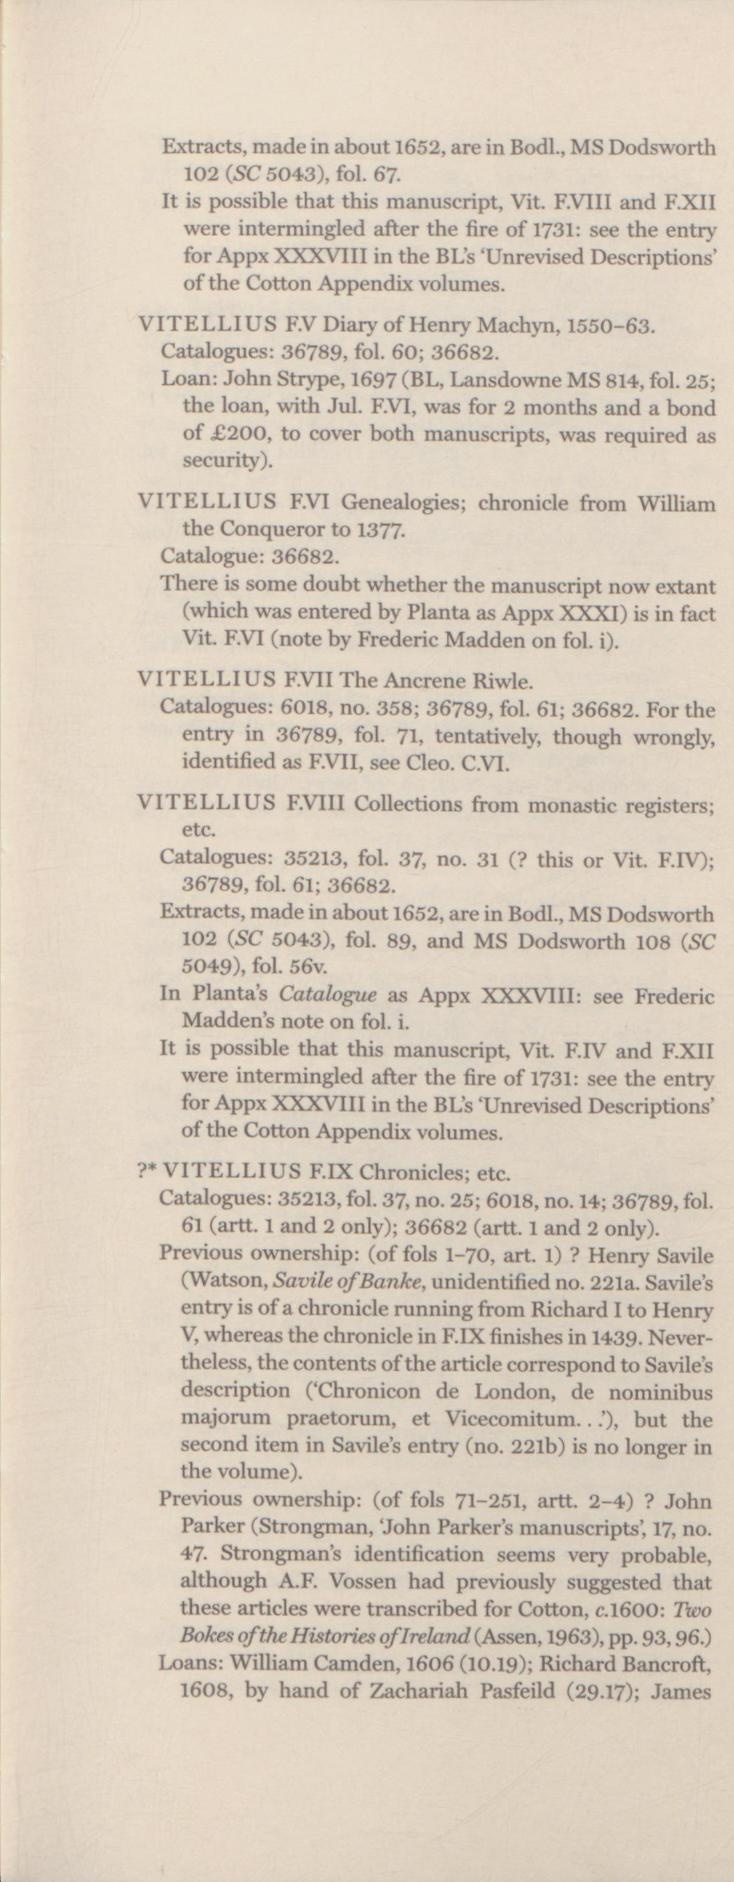 Extracts, made in about 1652, are in Bodl., MS Dodsworth
102 (SC 5043), fol. 67.
It is possible that this manuscript, Vit. F.VIII and F.XII
were intermingled after the fire of 1731: see the entry
for Appx XXXVIII in the BL's ‘Unrevised Descriptions’
of the Cotton Appendix volumes.
VITELLIUS F.V Diary of Henry Machyn, 1550–63.
Catalogues: 36789, fol. 60; 36682.
Loan: John Strype, 1697 (BL, Lansdowne MS 814, fol. 25;
the loan, with Jul. F.VI, was for 2 months and a bond
of £200, to cover both manuscripts, was required as
security).
VITELLIUS F.VI Genealogies; chronicle from William
the Conqueror to 1377.
Catalogue: 36682.
There is some doubt whether the manuscript now extant
(which was entered by Planta as Appx XXXI) is in fact
Vit. F.VI (note by Frederic Madden on fol. i).
VITELLIUS F.VII The Ancrene Riwle.
Catalogues: 6018, no. 358; 36789, fol. 61; 36682. For the
entry in 36789, fol. 71, tentatively, though wrongly,
identified as F.VII, see Cleo. C.VI.
VITELLIUS F.VIII Collections from monastic registers;
etc.
Catalogues: 35213, fol. 37, no. 31 (? this or Vit. F.IV);
36789, fol. 61; 36682.
Extracts, made in about 1652, are in Bodl., MS Dodsworth
102 (SC 5043), fol. 89, and MS Dodsworth 108 (SC
5049), fol. 56v.
In Planta's Catalogue as Appx XXXVIII: see Frederic
Madden's note on fol. i.
It is possible that this manuscript, Vit. F.IV and F.XII
were intermingled after the fire of 1731: see the entry
for Appx XXXVIII in the BL's ‘Unrevised Descriptions’
of the Cotton Appendix volumes.
?* VITELLIUS F.IX Chronicles; etc.
Catalogues: 35213, fol. 37, no. 25; 6018, no. 14; 36789, fol.
61 (artt. 1 and 2 only); 36682 (artt. 1 and 2 only).
Previous ownership: (of fols 1–70, art. 1) ? Henry Savile
(Watson, Savile of Banke, unidentified no. 221a. Savile's
entry is of a chronicle running from Richard I to Henry
V, whereas the chronicle in F.IX finishes in 1439. Never-
theless, the contents of the article correspond to Savile's
description (‘Chronicon de London, de nominibus
majorum praetorum, et Vicecomitum. . .’), but the
second item in Savile's entry (no. 221b) is no longer in
the volume).
Previous ownership: (of fols 71–251, artt. 2–4) ? John
Parker (Strongman, ‘John Parker's manuscripts’, 17, no.
47. Strongman's identification seems very probable,
although A.F. Vossen had previously suggested that
these articles were transcribed for Cotton, c.1600: Two
Bokes of the Histories of Ireland (Assen, 1963), pp. 93, 96.)
Loans: William Camden, 1606 (10.19); Richard Bancroft,
1608, by hand of Zachariah Pasfeild (29.17); James